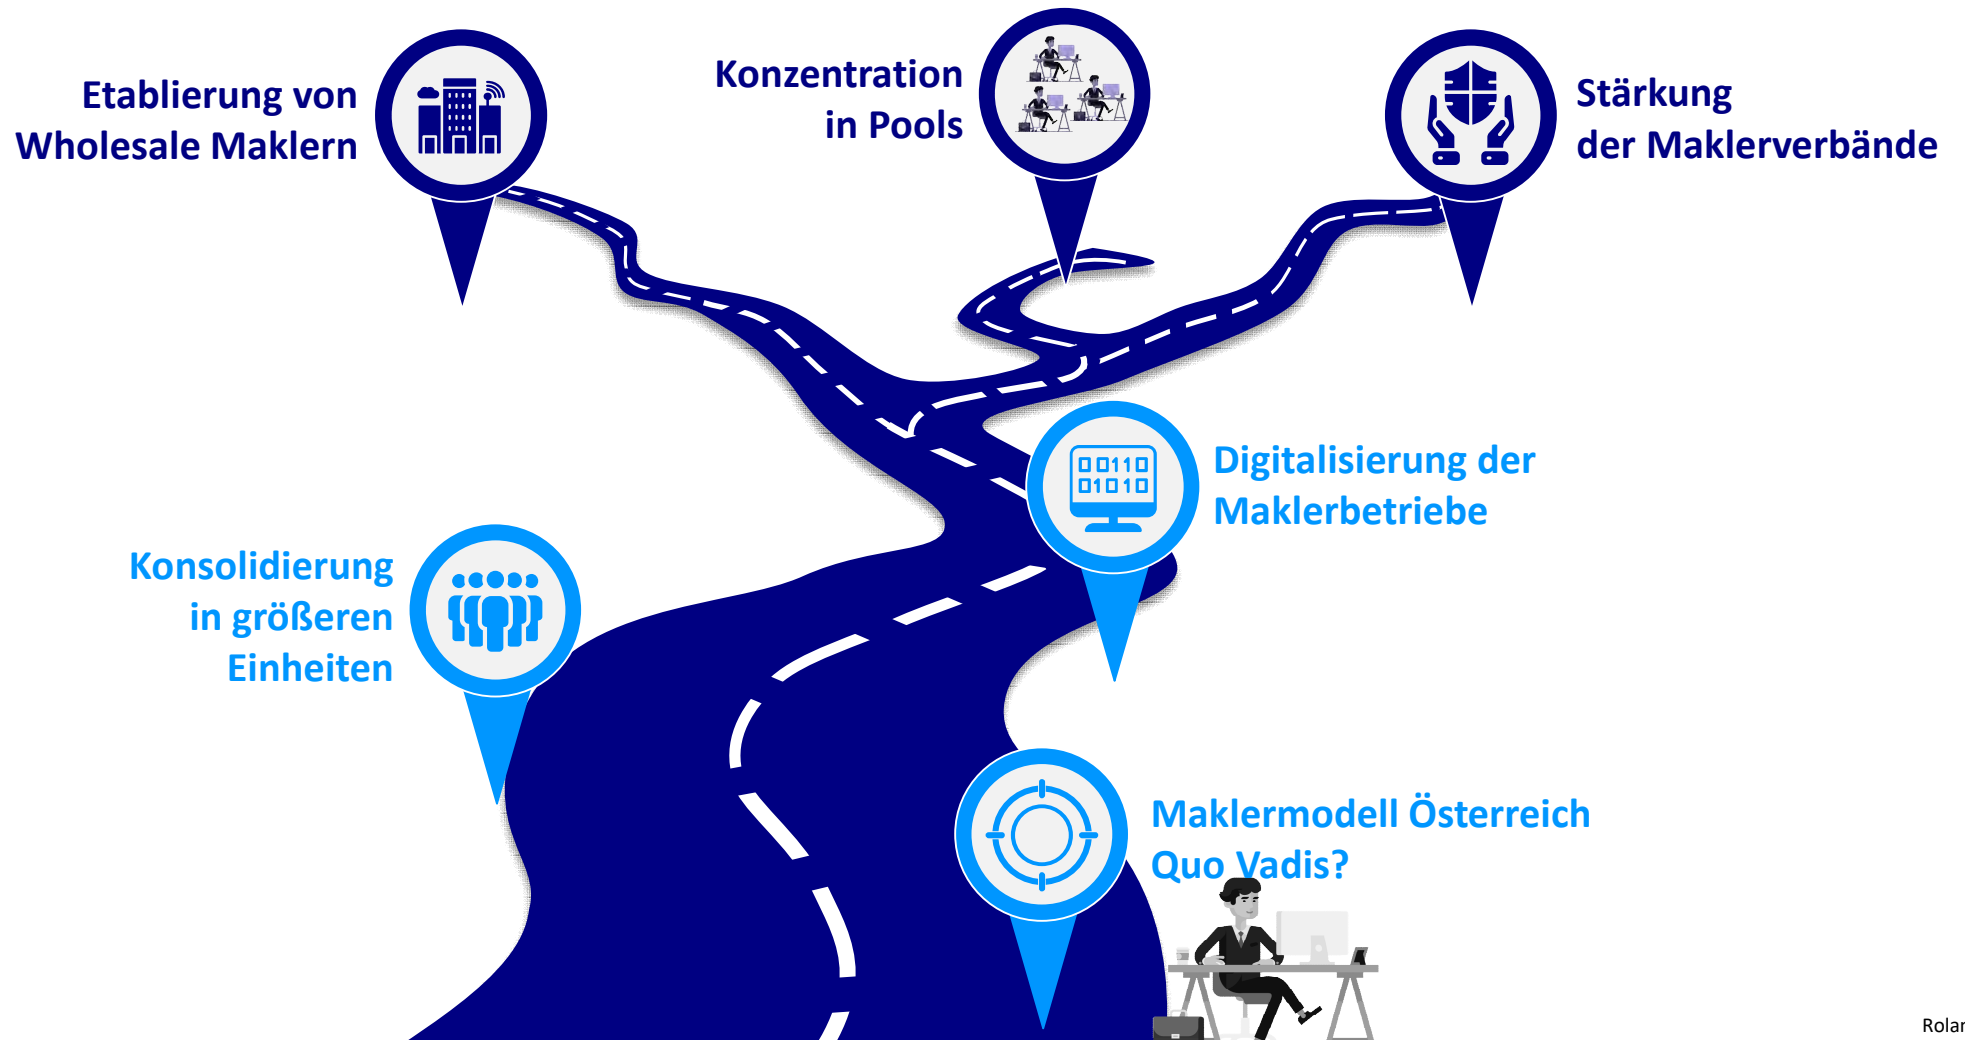 Etablierung von
Wholesale Maklern
Konzentration
in Pools
Stärkung
der Maklerverbände
Digitalisierung der
Maklerbetriebe
Konsolidierung
in größeren
Einheiten
00110
01010
Maklermodell Österreich
Quo Vadis?